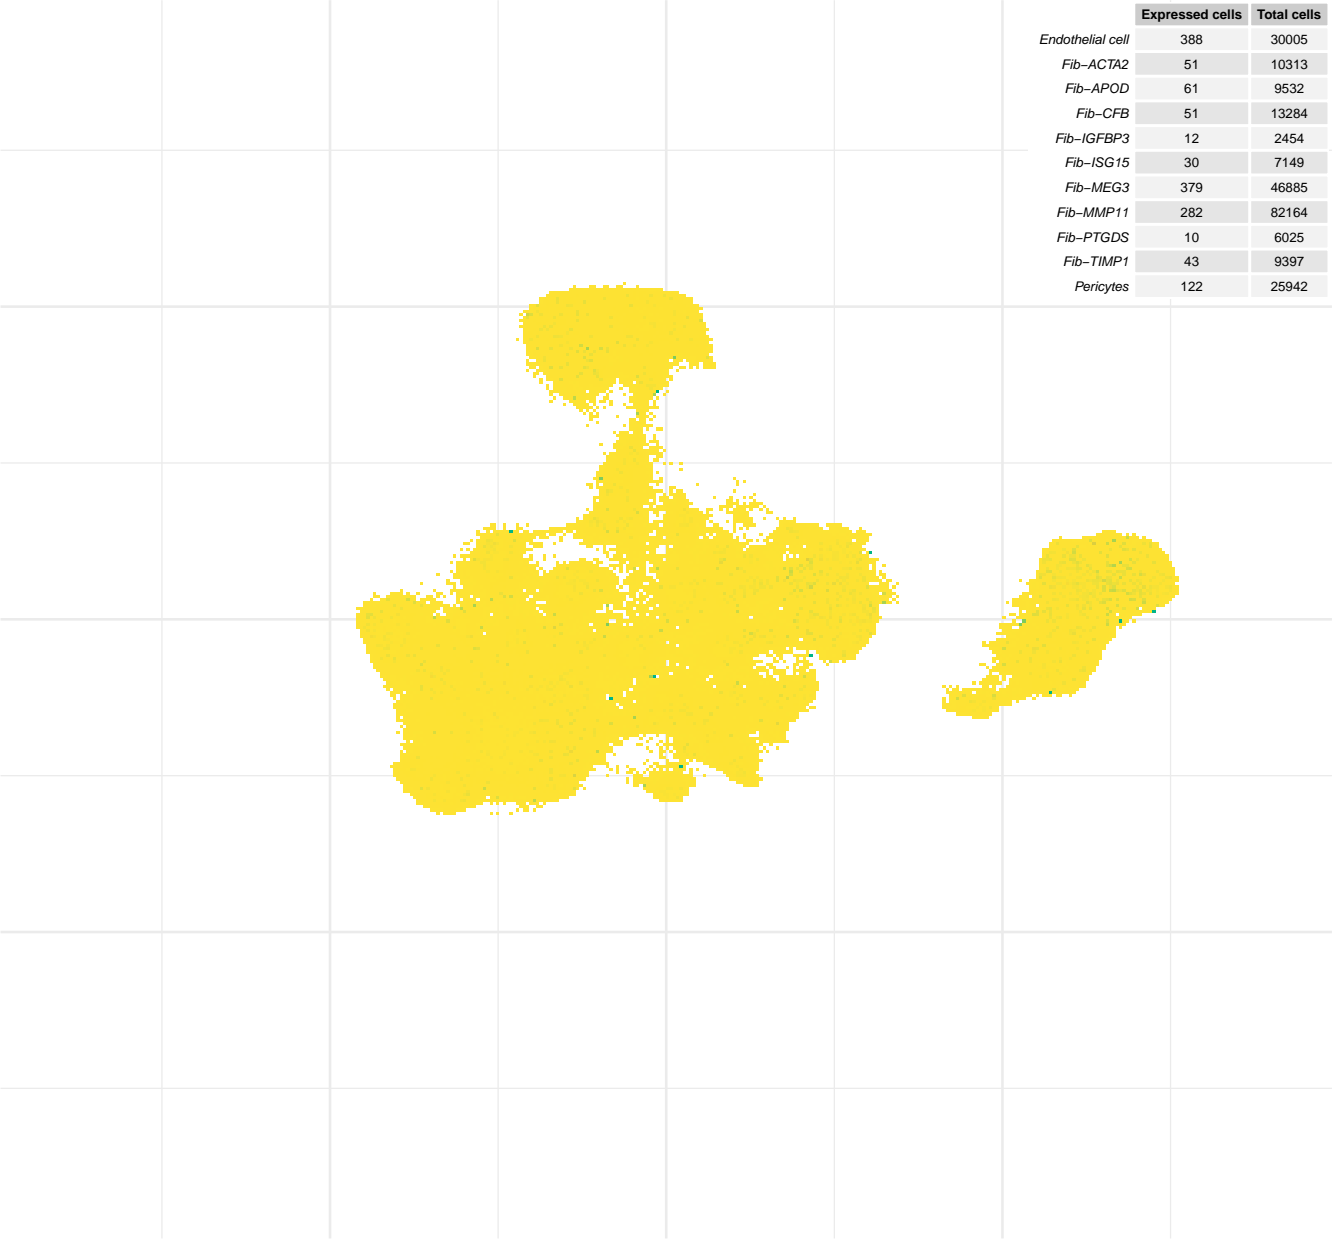 Expressed cells Total cells
Endothelial cell 388 30005
Fib−ACTA2 51 10313
Fib−APOD 61 9532
Fib−CFB 51 13284
Fib−IGFBP3 12 2454
Fib−ISG15 30 7149
Fib−MEG3 379 46885
Fib−MMP11 282 82164
Fib−PTGDS 10 6025
Fib−TIMP1 43 9397
Pericytes 122 25942